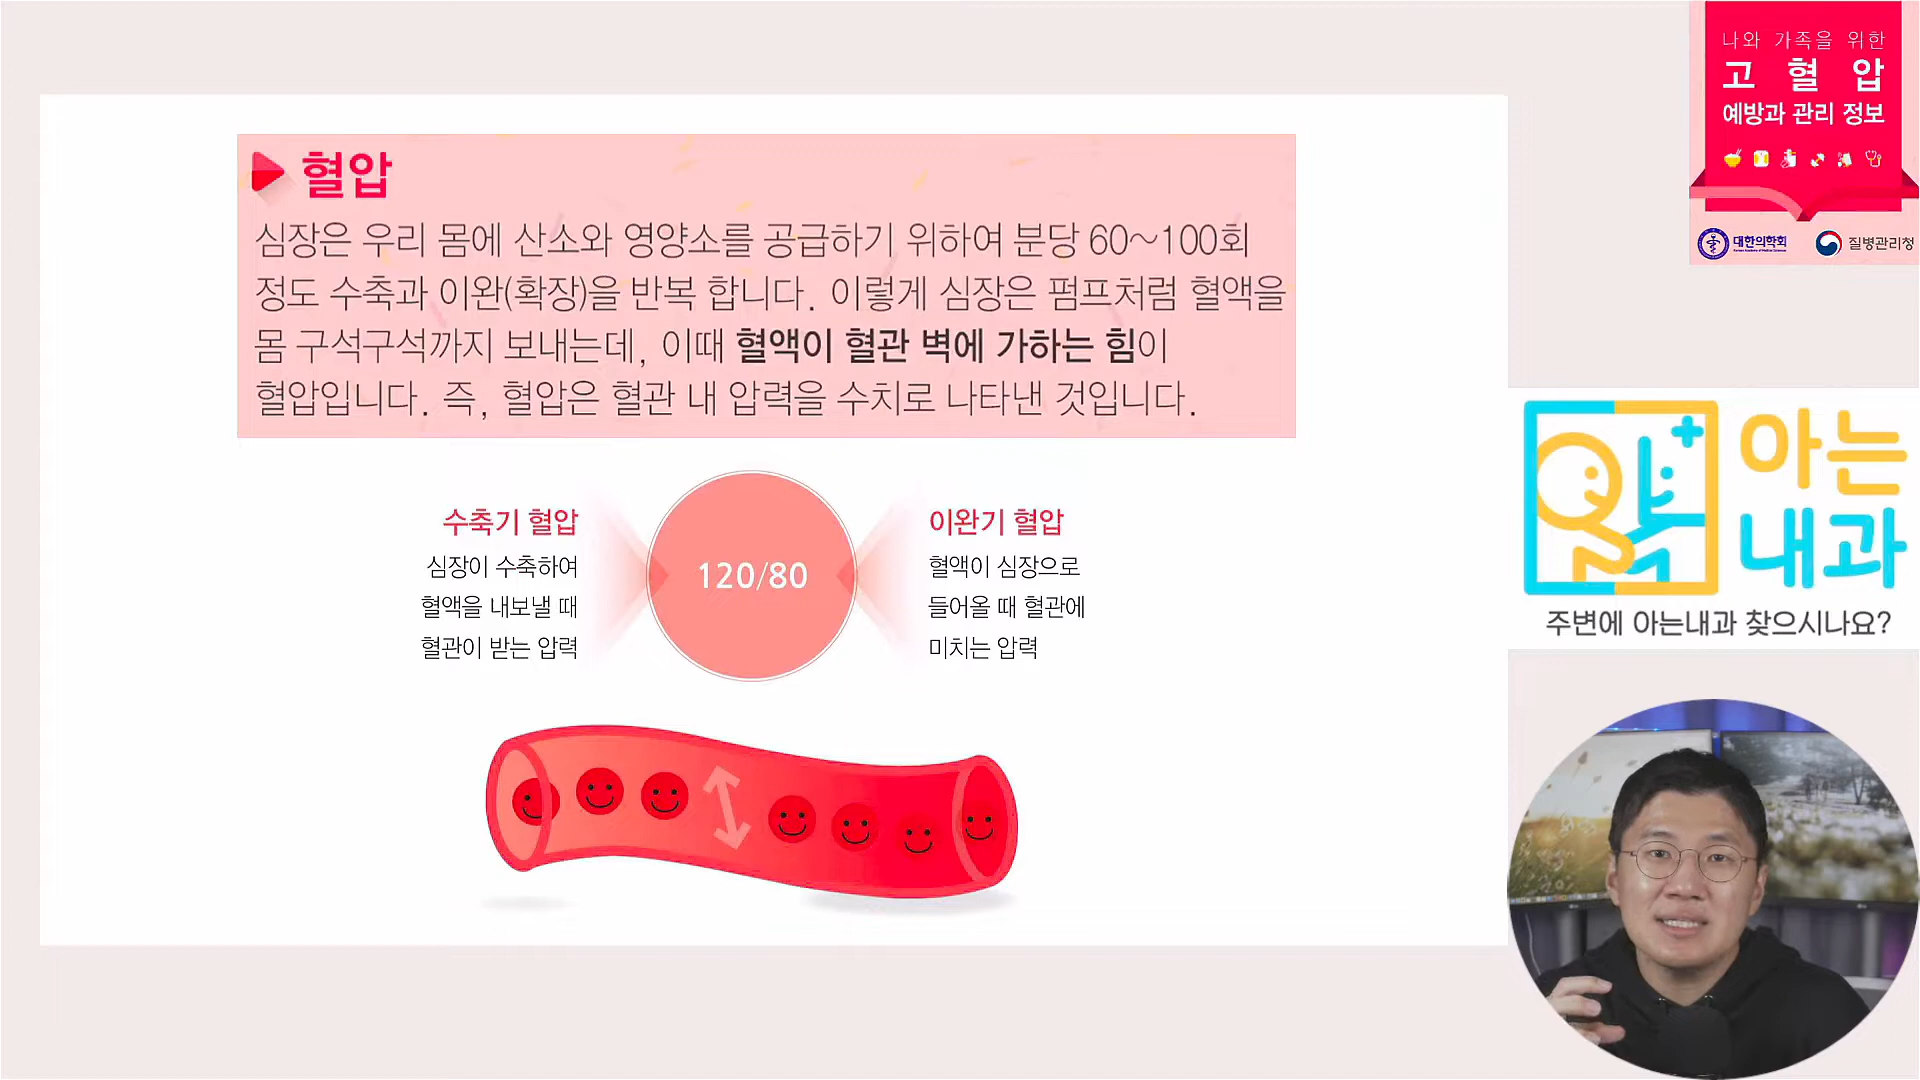 혈압
심장은 우리 몸에 산소와 영양소를 공급하기 위하여 분당 60~100회
정도 수축과 이완(확장)을 반복 합니다. 이렇게 심장은 펌프처럼 혈액을
몸 구석구석까지 보내는데, 이때 혈액이 혈관 벽에 가하는 힘이
혈압입니다. 즉, 혈압은 혈관 내 압력을 수치로 나타낸 것입니다.
수축기 혈압
심장이 수축하여
혈액을 내보낼 때
혈관이 받는 압력
120/80
이완기 혈압
혈액이 심장으로
들어올 때 혈관에
미치는 압력
나와 가족을 위한
고혈압
예방과 관리 정보
대한의학회
질병관리청
아는
내과
주변에 아는내과 찾으시나요?